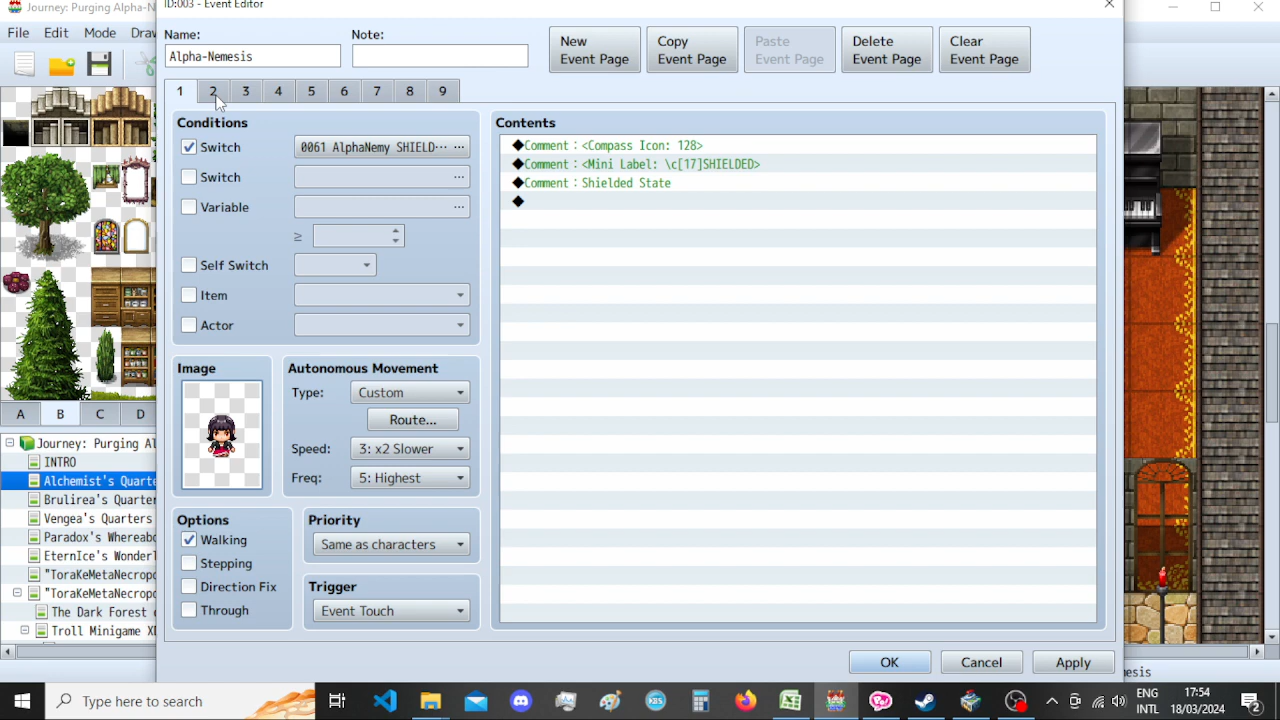 Journey: Purging Alpha-N
ID:003 - Event Editor
File Edit Mode Dra
Name: Note:
Alpha-Nemesis
New Event Page
Copy Event Page
Paste Event Page
Delete Event Page
Clear Event Page
1 2 3 4 5 6 7 8 9
Conditions
Switch 0061 AlphaNemy SHIELD... ...
Switch ...
Variable ...
≥
Self Switch
Item
Actor
Image
Autonomous Movement
Type: Custom
Route...
Speed: 3: x2 Slower
Freq: 5: Highest
Options
Walking
Stepping
Direction Fix
Through
Priority
Same as characters
Trigger
Event Touch
Contents
◆Comment : <Compass Icon: 128>
◆Comment : <Mini Label: \c[17]SHIELDED>
◆Comment : Shielded State
◆
A B C D
Journey: Purging Al
INTRO
Alchemist's Quarte
Brulirea's Quarter
Vengea's Quarters
Paradox's Whereabo
EternIce's Wonderl
"ToraKeMetaNecropo
"ToraKeMetaNecropo
The Dark Forest
Troll Minigame X
OK Cancel Apply
mesis
Type here to search
ENG
INTL
17:54
18/03/2024
2